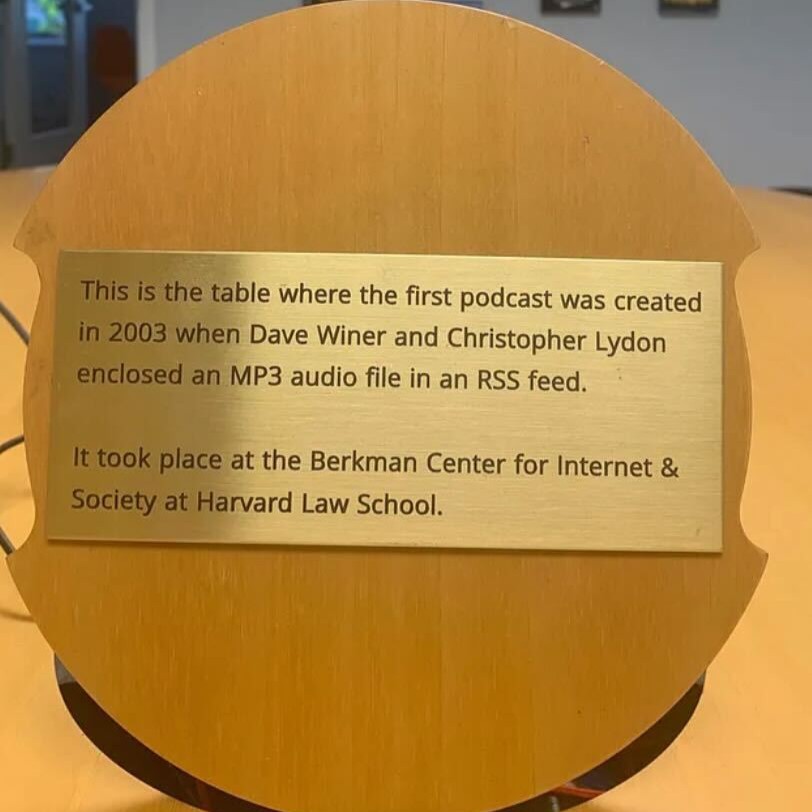 This is the table where the first podcast was created
in 2003 when Dave Winer and Christopher Lydon
enclosed an MP3 audio file in an RSS feed.
It took place at the Berkman Center for Internet &
Society at Harvard Law School.